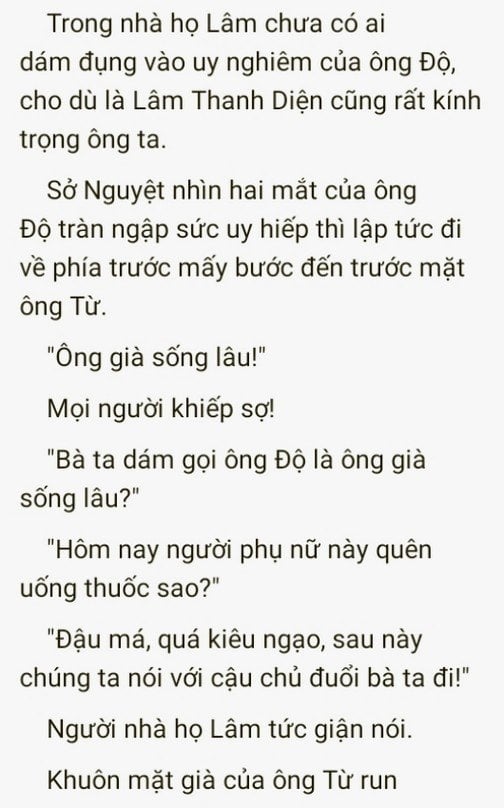 Trong nhà họ Lâm chưa có ai
dám đụng vào uy nghiêm của ông Độ,
cho dù là Lâm Thanh Diện cũng rất kính
trọng ông ta.
Sở Nguyệt nhìn hai mắt của ông
Độ tràn ngập sức uy hiếp thì lập tức đi
về phía trước mấy bước đến trước mặt
ông Từ.
"Ông già sống lâu!"
Mọi người khiếp sợ!
"Bà ta dám gọi ông Độ là ông già
sống lâu?"
"Hôm nay người phụ nữ này quên
uống thuốc sao?"
"Đậu má, quá kiêu ngạo, sau này
chúng ta nói với cậu chủ đuổi bà ta đi!"
Người nhà họ Lâm tức giận nói.
Khuôn mặt già của ông Từ run